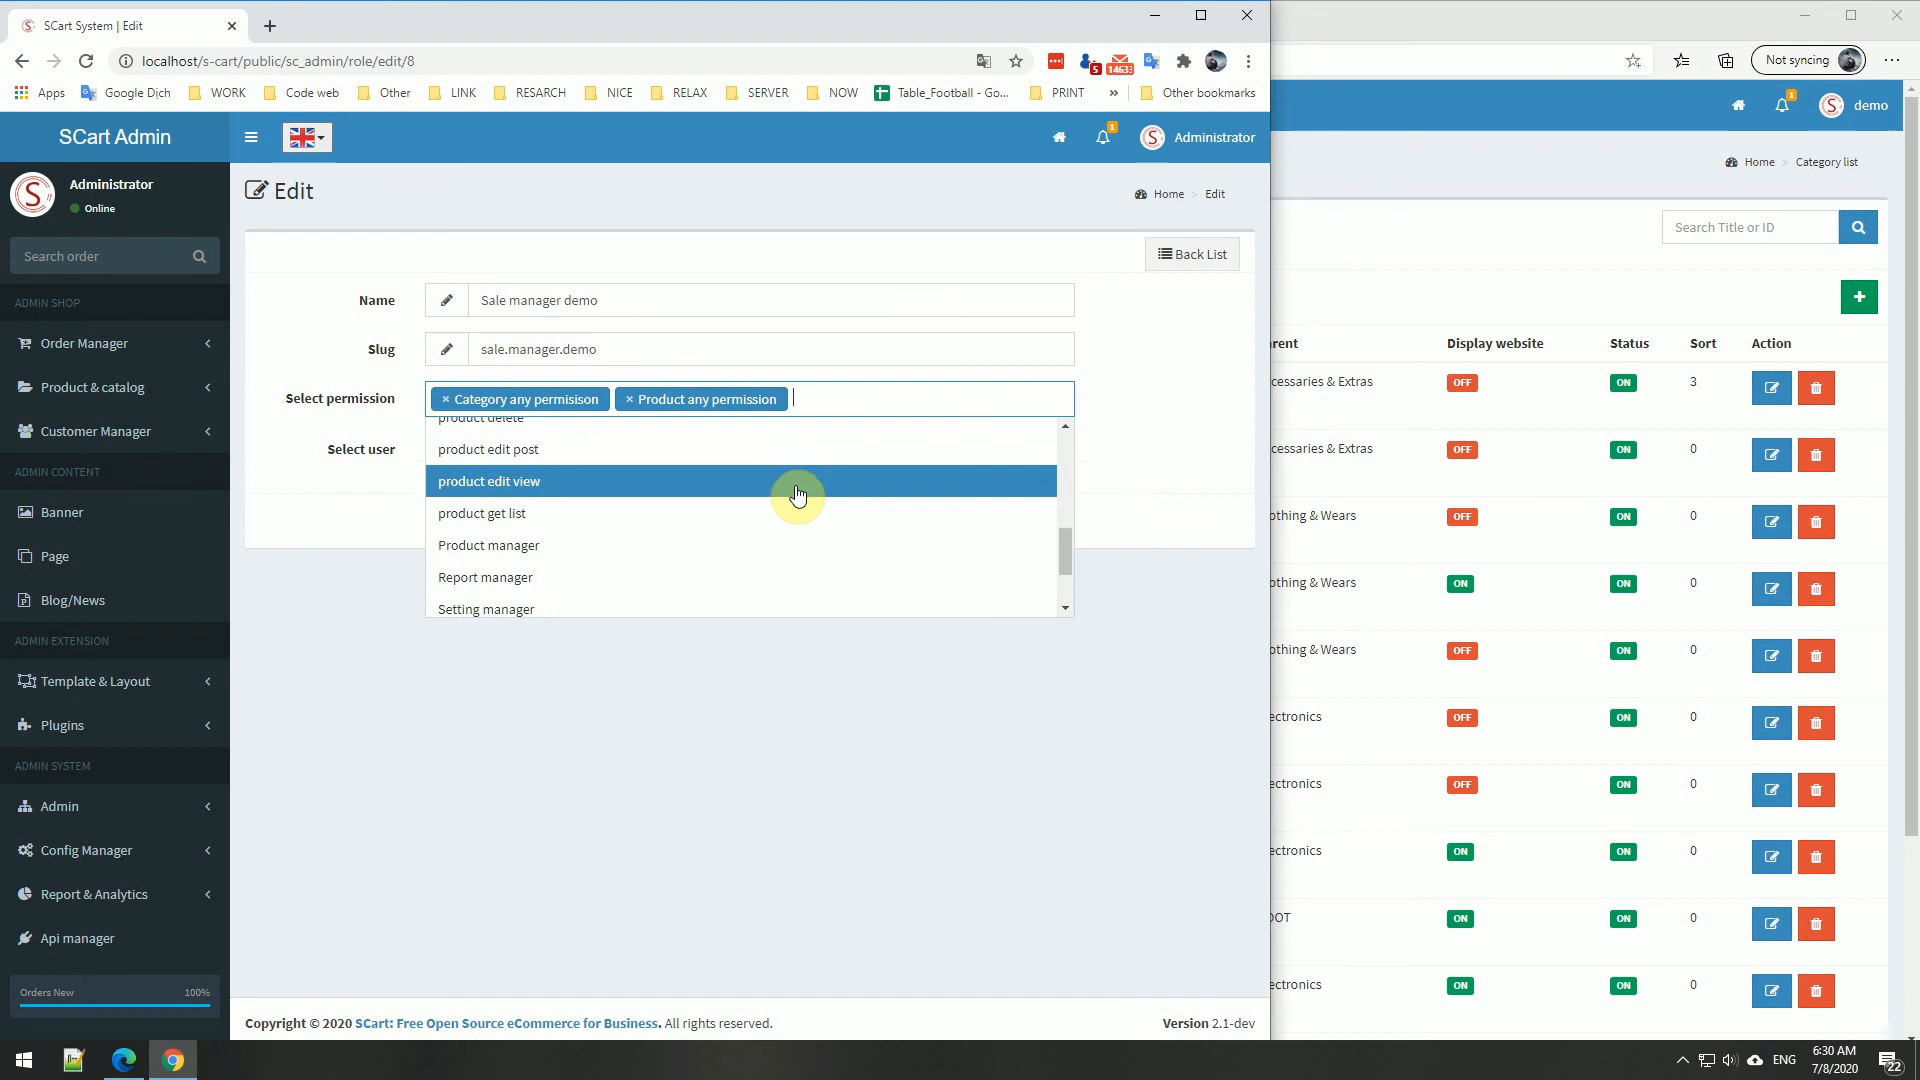 SCart System | Edit
localhost/s-cart/public/sc_admin/role/edit/8
5
14633
Not syncing
Apps
Google Dịch
WORK
Code web
Other
LINK
RESARCH
NICE
RELAX
SERVER
NOW
Table_Football - Go...
PRINT
»
Other bookmarks
SCart Admin
1
Administrator
1
demo
Administrator
Online
Edit
Home > Edit
Home > Category list
Search order
Back List
Search Title or ID
ADMIN SHOP
Order Manager
Product & catalog
Customer Manager
ADMIN CONTENT
Banner
Page
Blog/News
ADMIN EXTENSION
Template & Layout
Plugins
ADMIN SYSTEM
Admin
Config Manager
Report & Analytics
Api manager
Orders New 100%
Name
Sale manager demo
Slug
sale.manager.demo
Select permission
× Category any permisison
× Product any permission
Select user
product delete
product edit post
product edit view
product get list
Product manager
Report manager
Setting manager
rent Display website Status Sort Action
cessaries & Extras OFF ON 3
cessaries & Extras OFF ON 0
othing & Wears OFF ON 0
othing & Wears ON ON 0
othing & Wears OFF ON 0
ectronics OFF ON 0
ectronics OFF ON 0
ectronics ON ON 0
OOT ON ON 0
ectronics ON ON 0
Copyright © 2020 SCart: Free Open Source eCommerce for Business. All rights reserved.
Version 2.1-dev
ENG
6:30 AM
7/8/2020
22